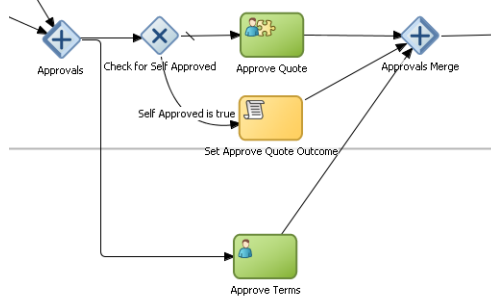 Approvals
Check for Self Approved
Approve Quote
Approvals Merge
Self Approved is true
Set Approve Quote Outcome
Approve Terms